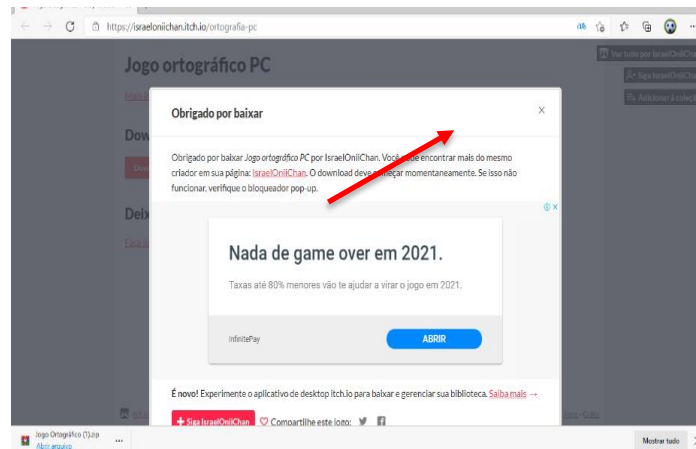 https://israeloniichan.itch.io/ortografia-pc
Ver tudo por IsraelOniiChan
Jogo ortográfico PC
Siga IsraelOniiChan
Adicionar à coleção
Obrigado por baixar
Obrigado por baixar Jogo ortográfico PC por IsraelOniiChan. Você pode encontrar mais do mesmo
criador em sua página: IsraelOniiChan. O download deve começar momentaneamente. Se isso não
funcionar, verifique o bloqueador pop-up.
Nada de game over em 2021.
Taxas até 80% menores vão te ajudar a virar o jogo em 2021.
InfinitePay
ABRIR
É novo! Experimente o aplicativo de desktop itch.io para baixar e gerenciar sua biblioteca. Saiba mais →
Siga IsraelOniiChan
Compartilhe este jogo:
Jogo Ortográfico (1).zip
Abrir arquivo
Mostrar tudo